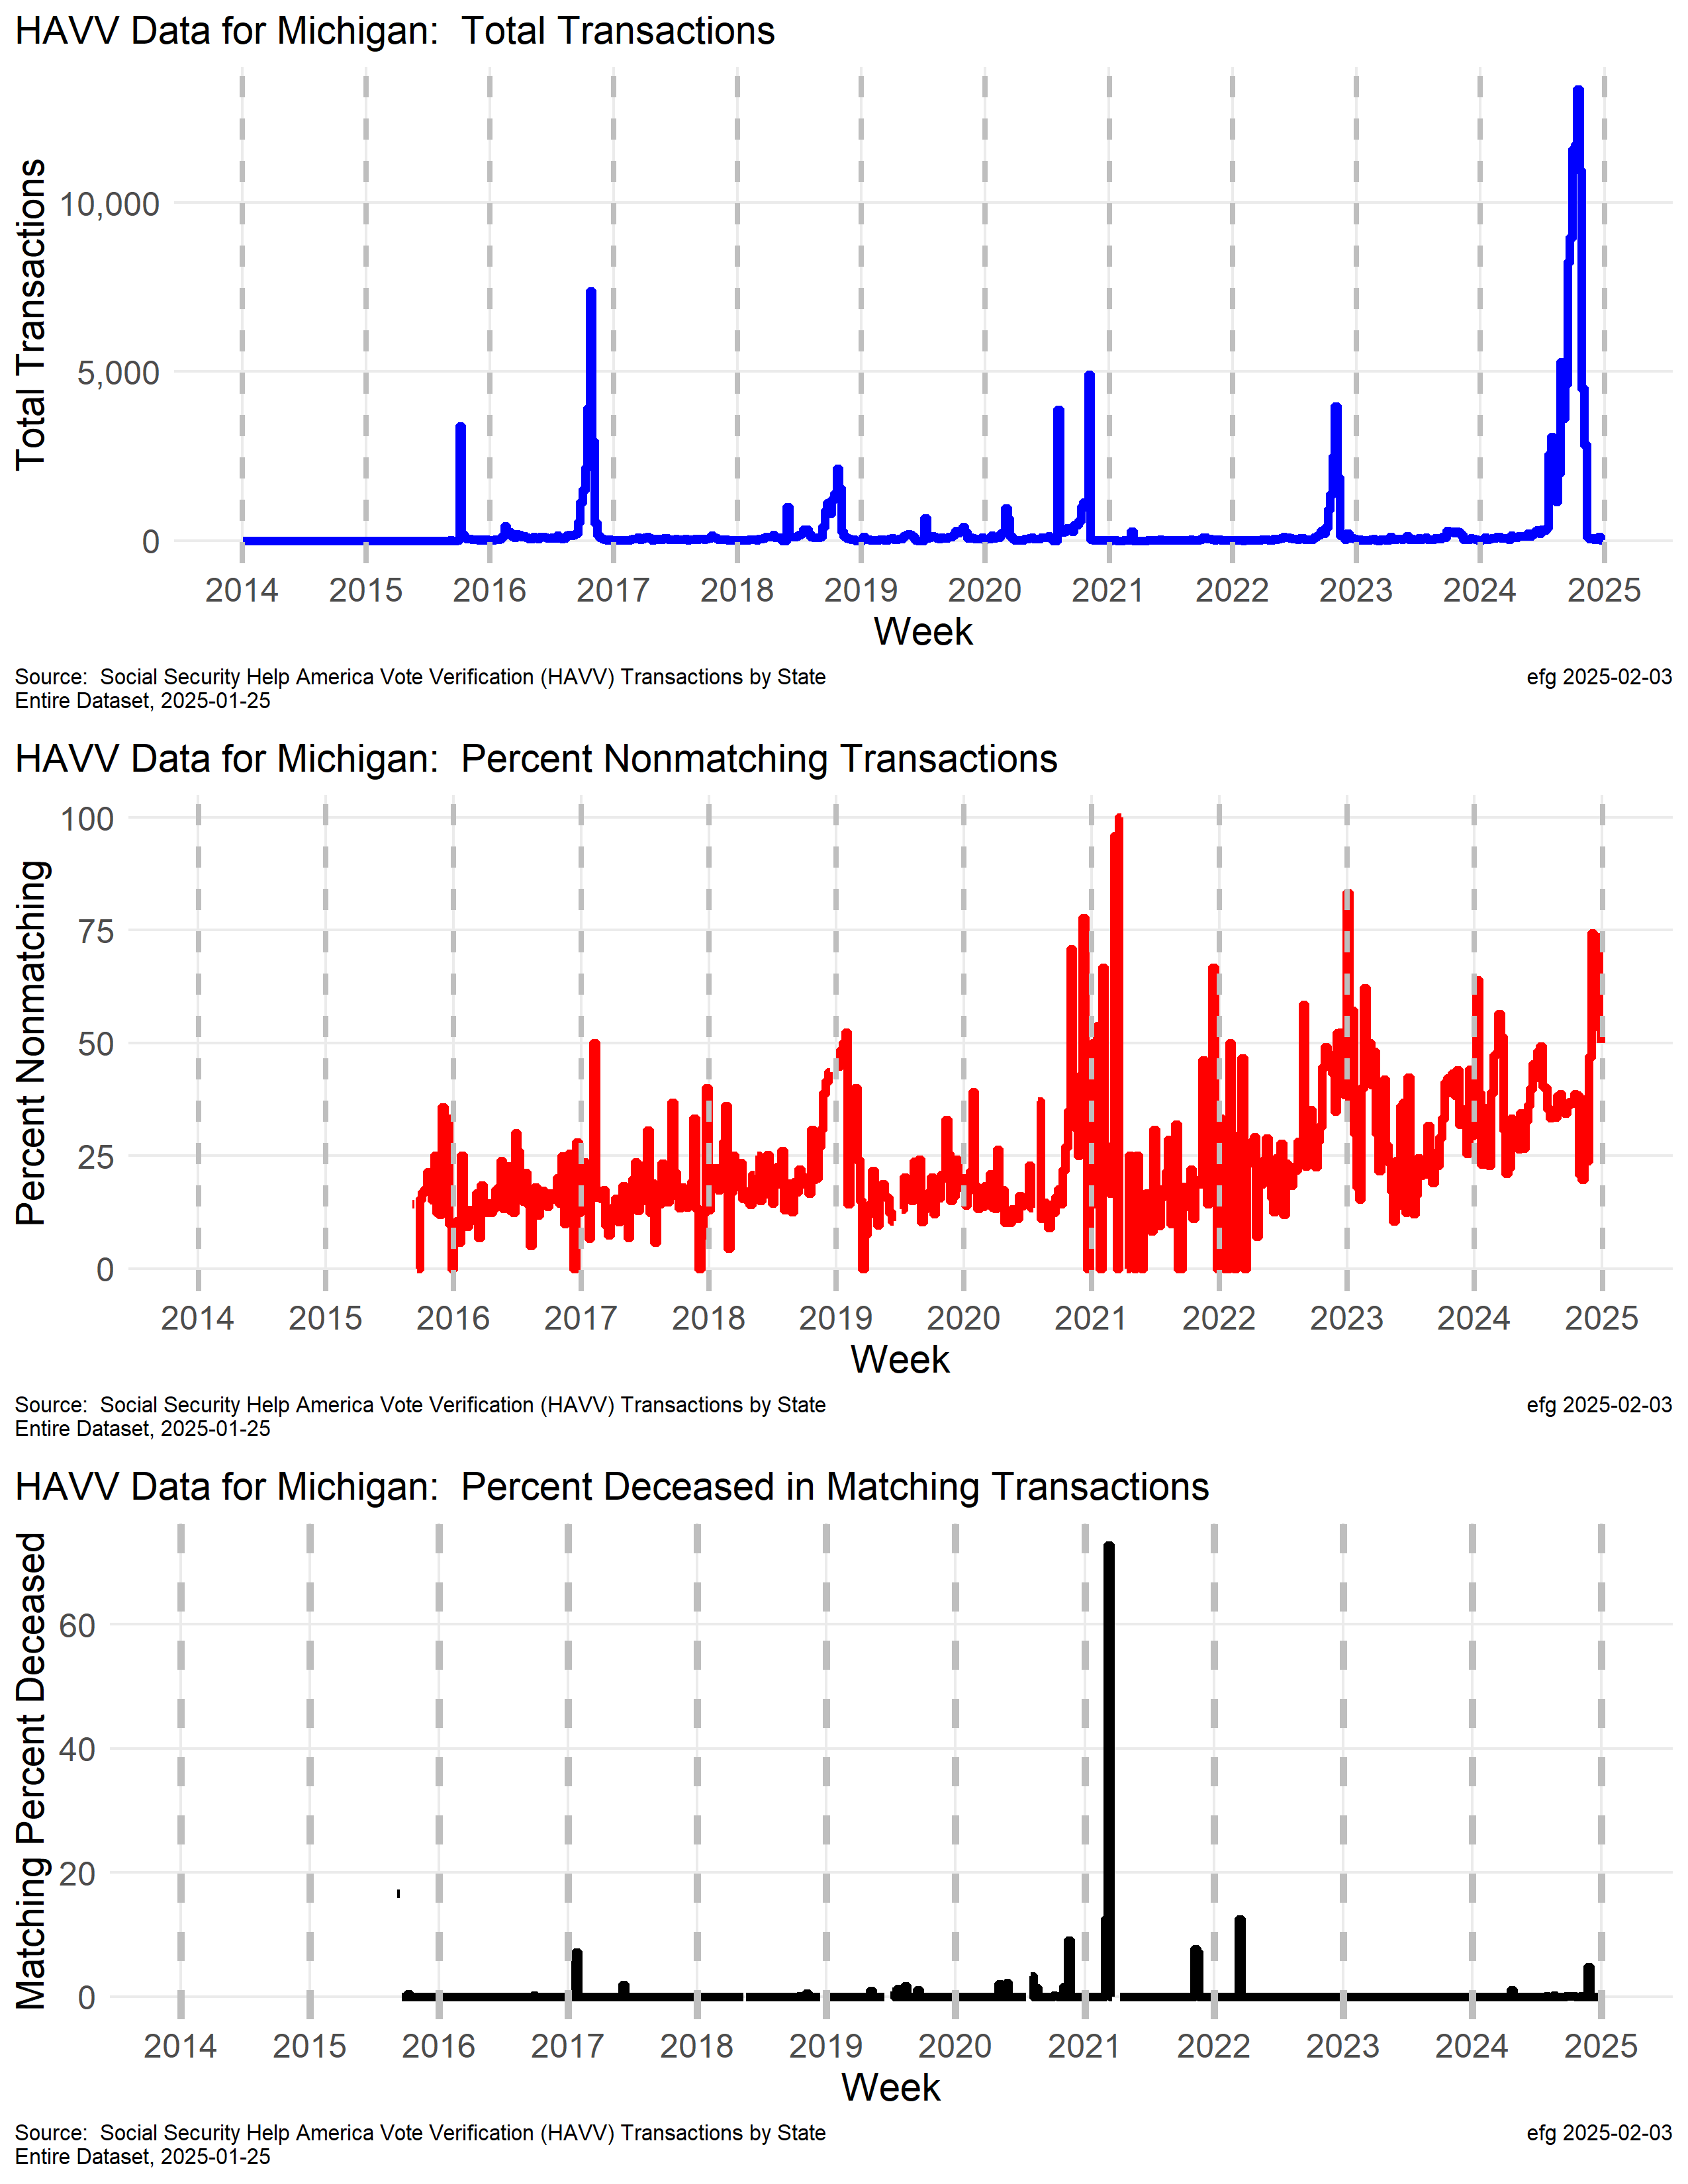 HAVV Data for Michigan:  Total Transactions
Total Transactions
10,000
5,000
0
2014 2015 2016 2017 2018 2019 2020 2021 2022 2023 2024 2025
Week
Source:  Social Security Help America Vote Verification (HAVV) Transactions by State
Entire Dataset, 2025-01-25
efg 2025-02-03
HAVV Data for Michigan:  Percent Nonmatching Transactions
Percent Nonmatching
100
75
50
25
0
2014 2015 2016 2017 2018 2019 2020 2021 2022 2023 2024 2025
Week
Source:  Social Security Help America Vote Verification (HAVV) Transactions by State
Entire Dataset, 2025-01-25
efg 2025-02-03
HAVV Data for Michigan:  Percent Deceased in Matching Transactions
Matching Percent Deceased
60
40
20
0
2014 2015 2016 2017 2018 2019 2020 2021 2022 2023 2024 2025
Week
Source:  Social Security Help America Vote Verification (HAVV) Transactions by State
Entire Dataset, 2025-01-25
efg 2025-02-03